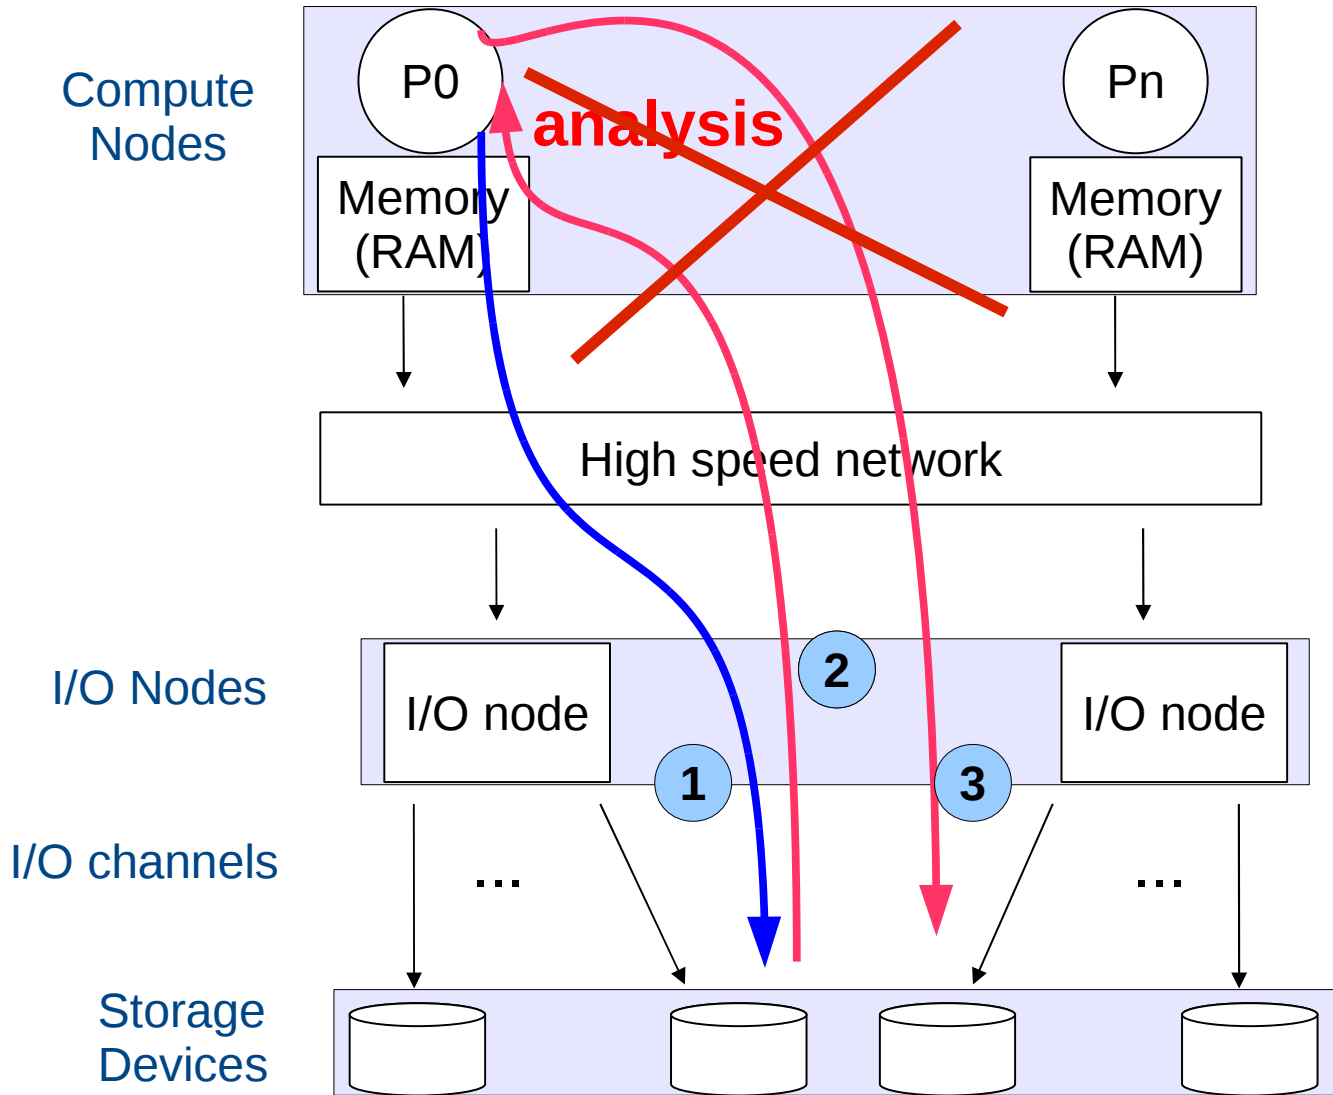 Compute
Nodes
P0
analysis
Pn
Memory
(RAM)
Memory
(RAM)
High speed network
I/O Nodes
I/O node
2
I/O node
1
3
I/O channels
...
...
Storage
Devices